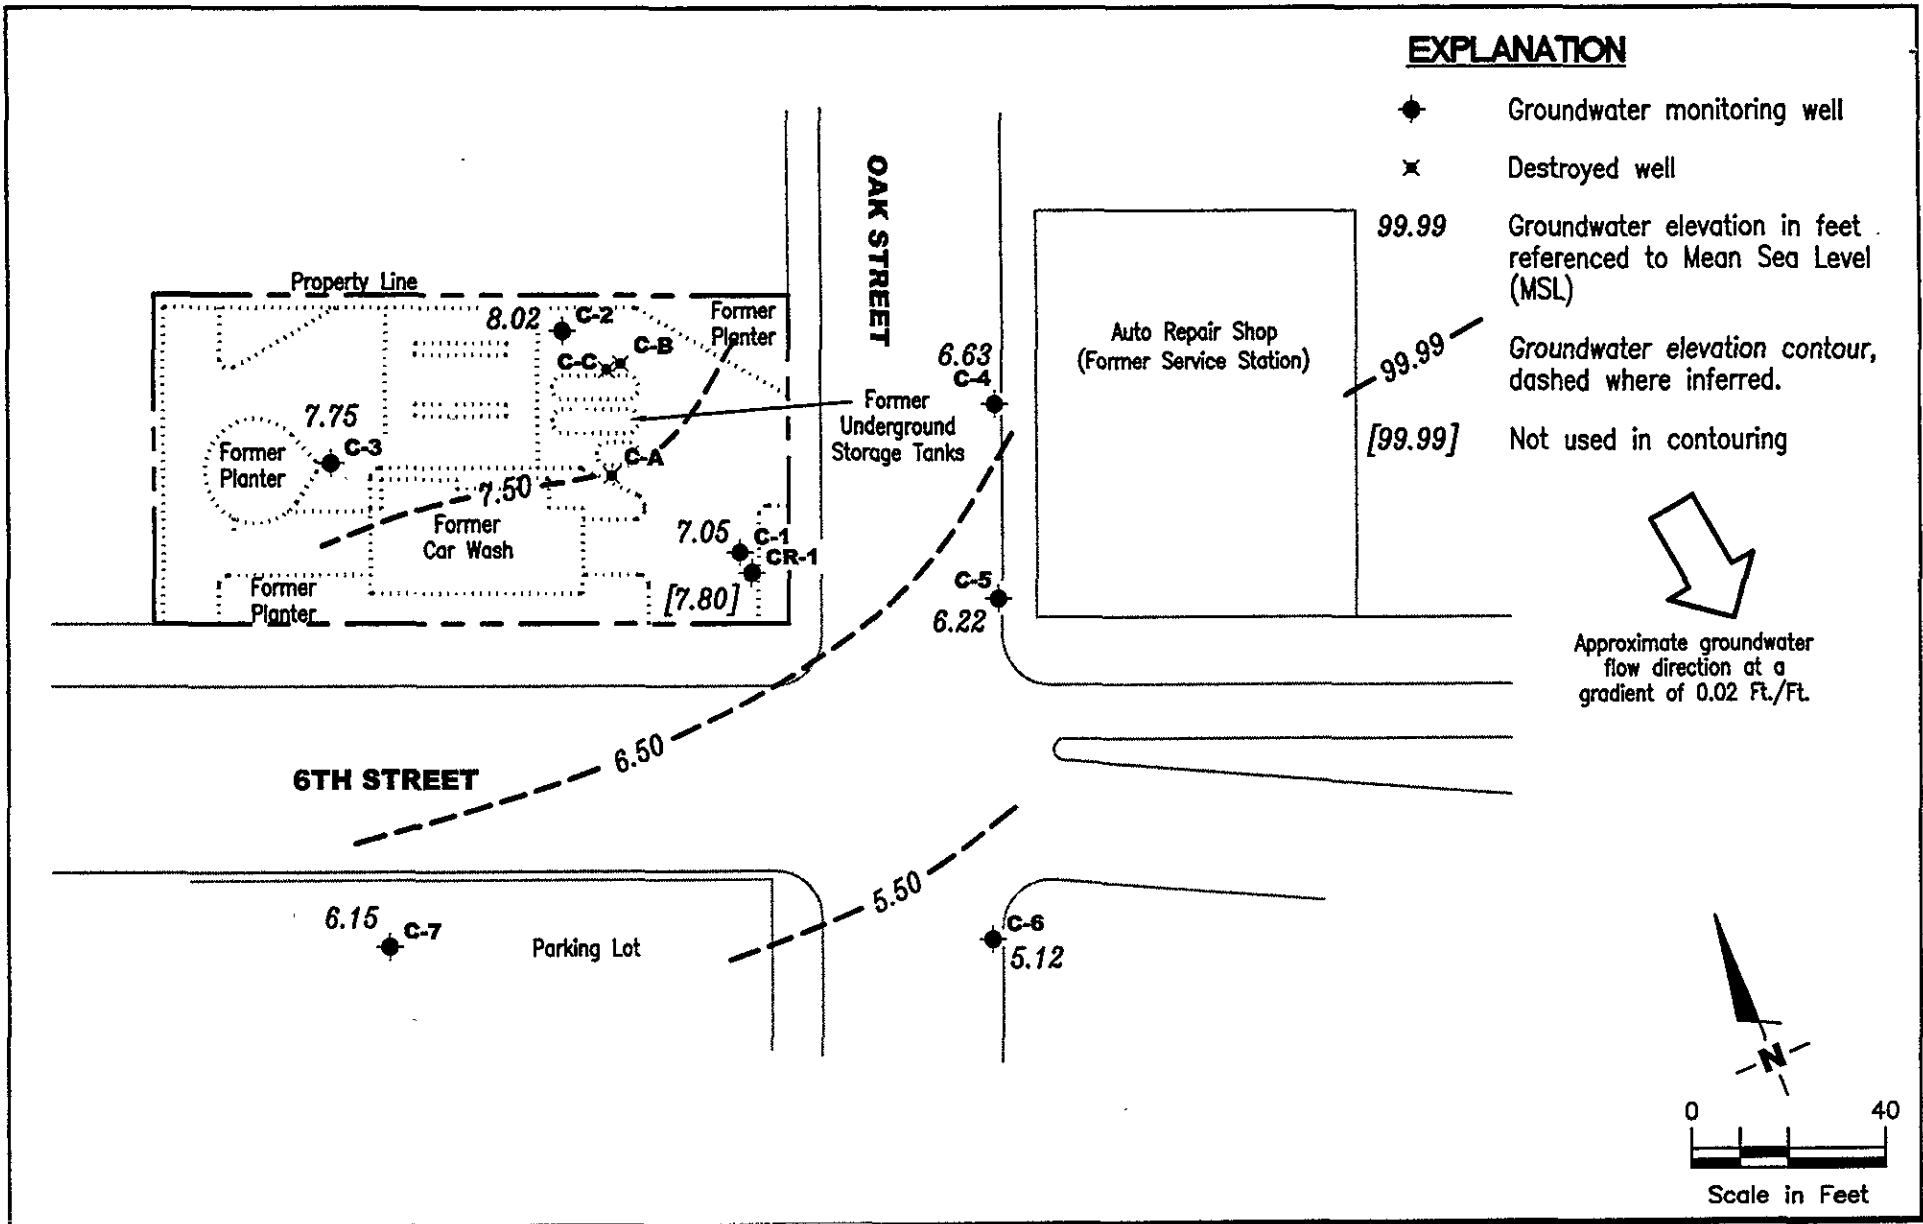 EXPLANATION
Groundwater monitoring well
Destroyed well
99.99
Groundwater elevation in feet
referenced to Mean Sea Level
(MSL)
99.99
Groundwater elevation contour,
dashed where inferred.
[99.99]
Not used in contouring
Approximate groundwater
flow direction at a
gradient of 0.02 Ft./Ft.
OAK STREET
Property Line
8.02
C-2
Former
Planter
C-B
C-C
7.75
C-3
Former
Planter
C-A
7.50
Former
Car Wash
7.05
C-1
CR-1
[7.80]
Former
Planter
Former
Underground
Storage Tanks
6.63
C-4
Auto Repair Shop
(Former Service Station)
C-5
6.22
6.50
6TH STREET
5.50
6.15
C-7
Parking Lot
C-6
5.12
N
0
40
Scale in Feet